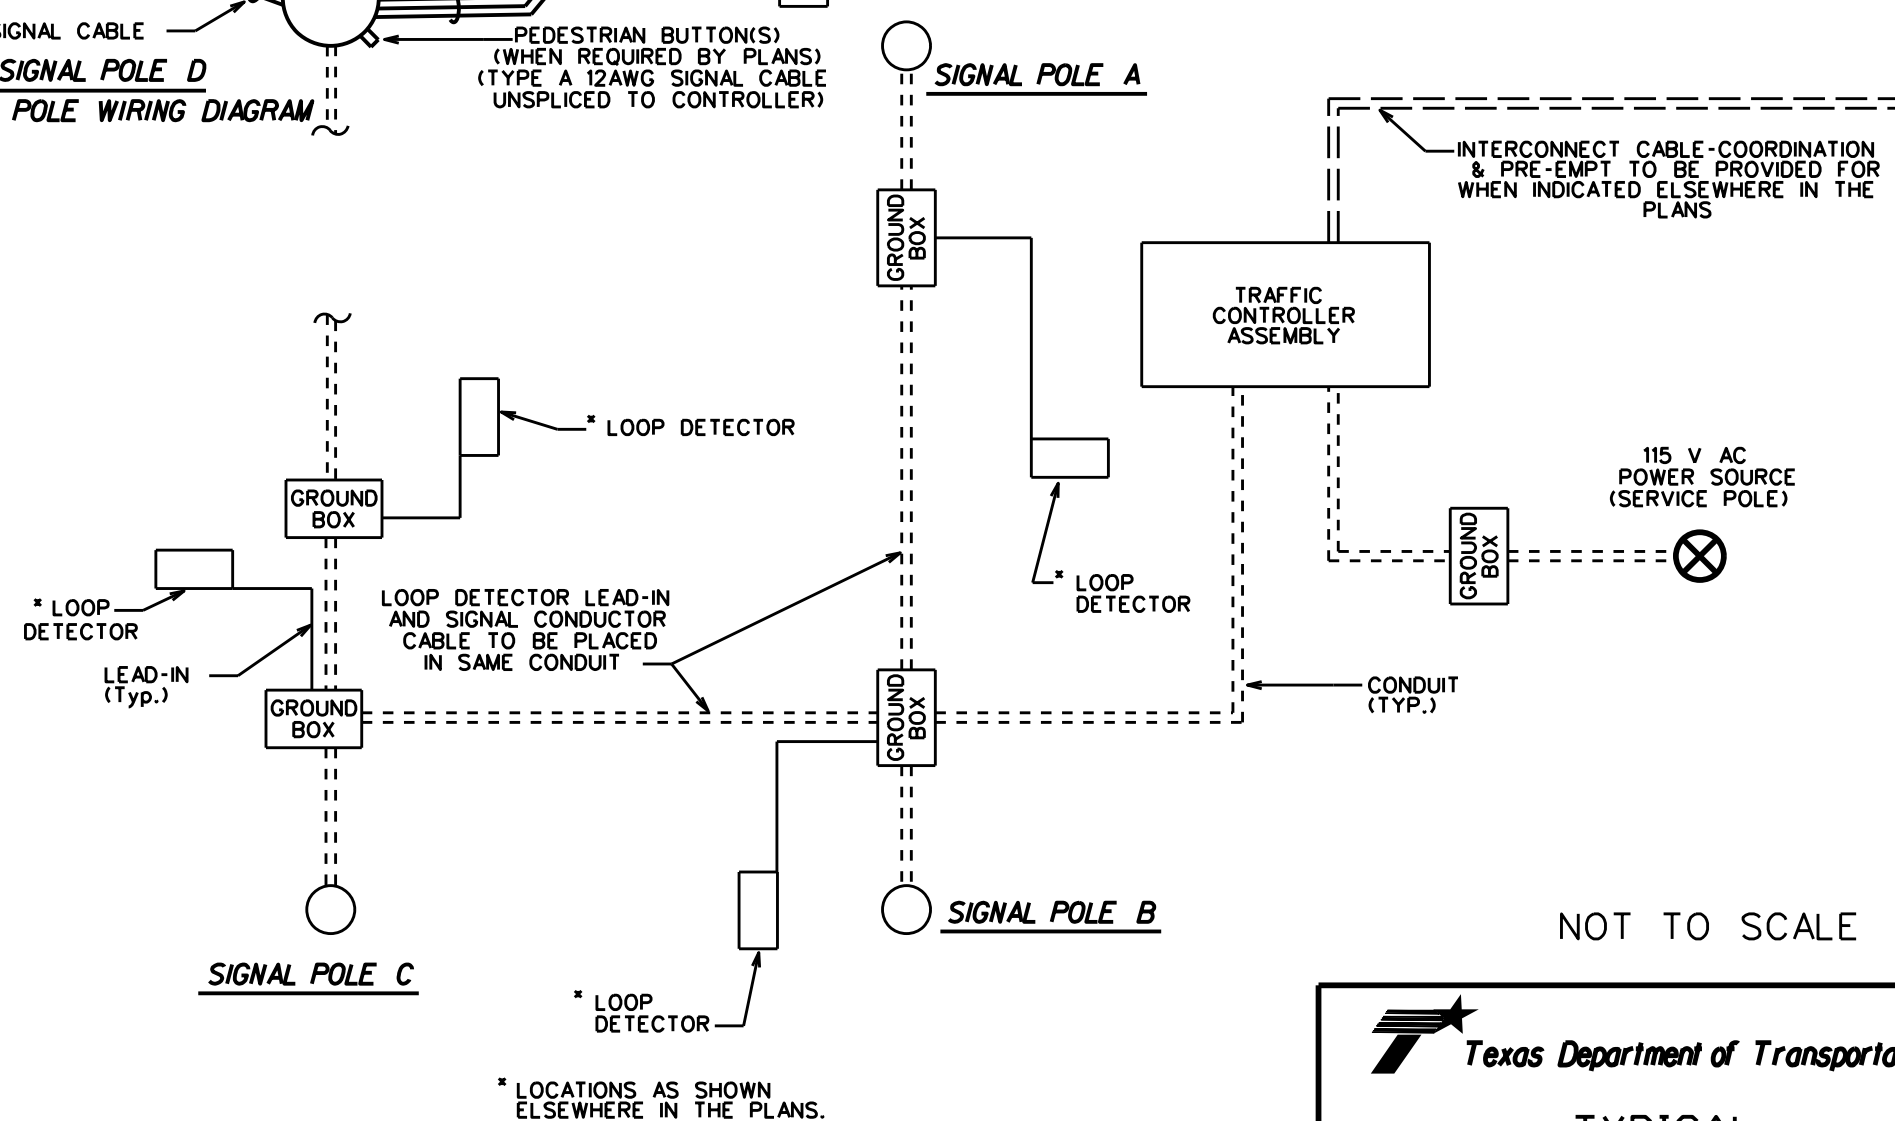 SIGNAL CABLE
SIGNAL POLE D
POLE WIRING DIAGRAM
PEDESTRIAN BUTTON(S)
(WHEN REQUIRED BY PLANS)
(TYPE A 12AWG SIGNAL CABLE
UNSPLICED TO CONTROLLER)
SIGNAL POLE A
INTERCONNECT CABLE-COORDINATION
& PRE-EMPT TO BE PROVIDED FOR
WHEN INDICATED ELSEWHERE IN THE
PLANS
GROUND
BOX
TRAFFIC
CONTROLLER
ASSEMBLY
* LOOP DETECTOR
115 V AC
POWER SOURCE
(SERVICE POLE)
GROUND
BOX
GROUND
BOX
* LOOP
DETECTOR
LEAD-IN
(Typ.)
LOOP DETECTOR LEAD-IN
AND SIGNAL CONDUCTOR
CABLE TO BE PLACED
IN SAME CONDUIT
* LOOP
DETECTOR
GROUND
BOX
GROUND
BOX
CONDUIT
(TYP.)
SIGNAL POLE B
SIGNAL POLE C
* LOOP
DETECTOR
NOT TO SCALE
* LOCATIONS AS SHOWN
ELSEWHERE IN THE PLANS.
Texas Department of Transporta
TYPICAL